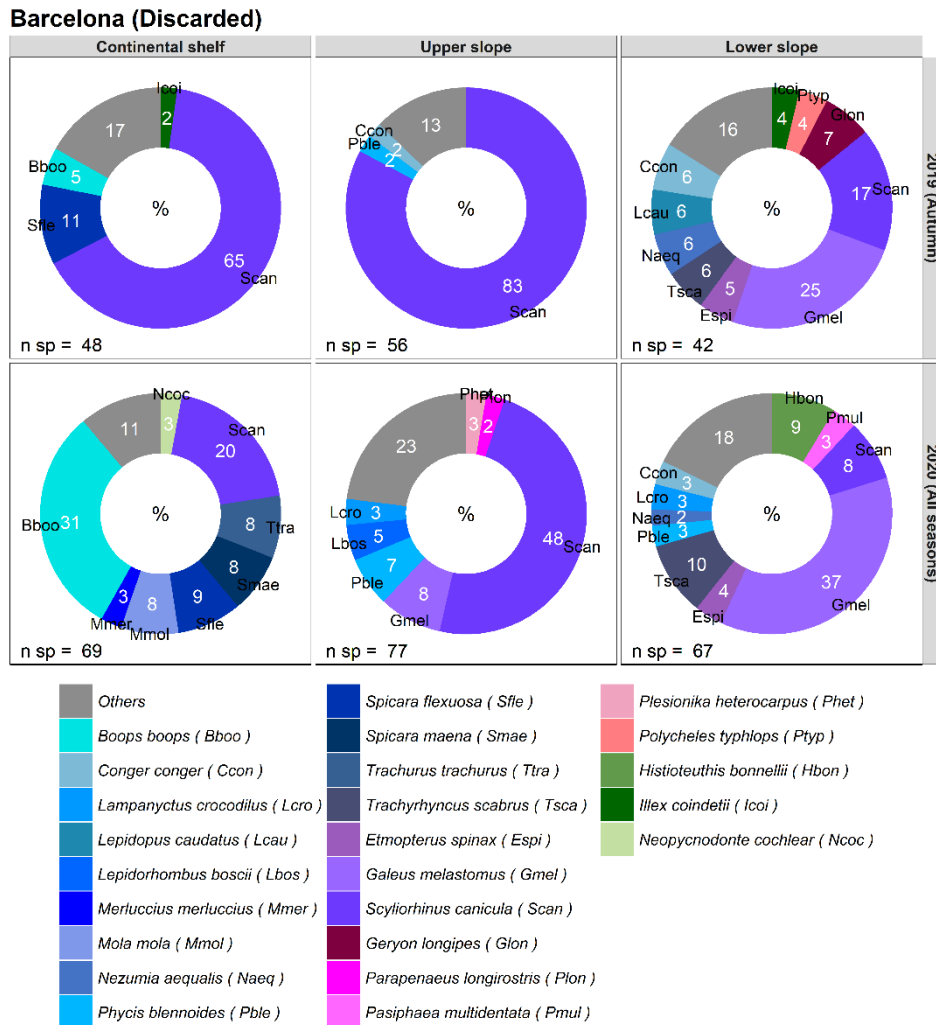 Barcelona (Discarded)
Continental shelf
Upper slope
Lower slope
2019 (Autumn)
Icoi
2
17
Bboo
5
Sfle
11
65
Scan
%
n sp = 48
13
Ccon
2
Pble
2
%
83
Scan
n sp = 56
Icoi
4
Ptyp
4
Glon
7
16
Ccon
6
17
Scan
Lcau
6
%
Naeq
6
Tsca
6
Espi
5
25
Gmel
n sp = 42
2020 (All seasons)
Ncoc
3
11
Scan
20
Bboo
31
%
8
Ttra
8
Smae
3
Mmer
8
Mmol
9
Sfle
n sp = 69
Phet
3
Plon
2
23
Lcro
3
%
Lbos
5
48
Scan
Pble
7
8
Gmel
n sp = 77
Hbon
9
Pmul
3
18
Scan
8
Ccon
3
Lcro
3
%
Naeq
2
Pble
3
Tsca
10
Espi
4
37
Gmel
n sp = 67
Others
Boops boops ( Bboo )
Conger conger ( Ccon )
Lampanyctus crocodilus ( Lcro )
Lepidopus caudatus ( Lcau )
Lepidorhombus boscii ( Lbos )
Merluccius merluccius ( Mmer )
Mola mola ( Mmol )
Nezumia aequalis ( Naeq )
Phycis blennoides ( Pble )
Spicara flexuosa ( Sfle )
Spicara maena ( Smae )
Trachurus trachurus ( Ttra )
Trachyrhyncus scabrus ( Tsca )
Etmopterus spinax ( Espi )
Galeus melastomus ( Gmel )
Scyliorhinus canicula ( Scan )
Geryon longipes ( Glon )
Parapenaeus longirostris ( Plon )
Pasiphaea multidentata ( Pmul )
Plesionika heterocarpus ( Phet )
Polycheles typhlops ( Ptyp )
Histioteuthis bonnellii ( Hbon )
Illex coindetii ( Icoi )
Neopycnodonte cochlear ( Ncoc )